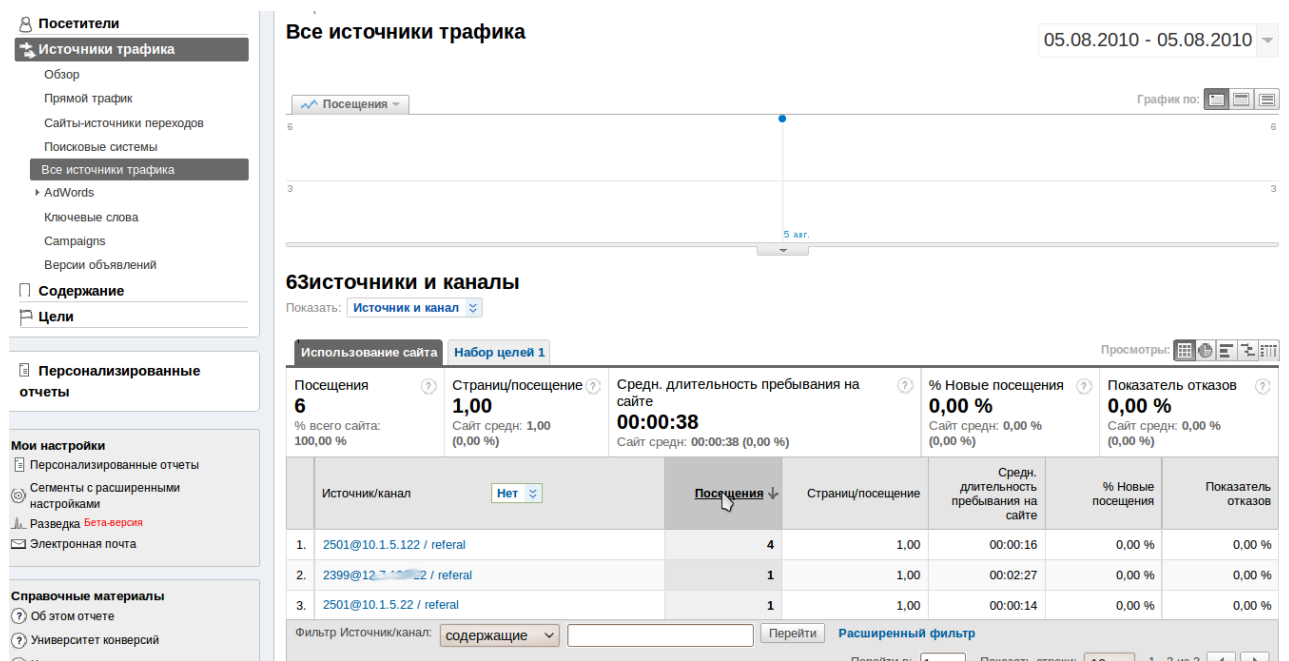 Посетители
Источники трафика
Обзор
Прямой трафик
Сайты-источники переходов
Поисковые системы
Все источники трафика
AdWords
Ключевые слова
Campaigns
Версии объявлений
Содержание
Цели
Персонализированные
отчеты
Мои настройки
Персонализированные отчеты
Сегменты с расширенными
настройками
Разведка Бета-версия
Электронная почта
Справочные материалы
Об этом отчете
Университет конверсий
Все источники трафика
05.08.2010 - 05.08.2010
Посещения
График по:
6 6
3 3
5 авг.
63источники и каналы
Показать: Источник и канал
Использование сайта Набор целей 1
Просмотры:
Посещения ?
6
% всего сайта:
100,00 %
Страниц/посещение ?
1,00
Сайт средн: 1,00
(0,00 %)
Средн. длительность пребывания на
сайте ?
00:00:38
Сайт средн: 00:00:38 (0,00 %)
% Новые посещения ?
0,00 %
Сайт средн: 0,00 %
(0,00 %)
Показатель отказов ?
0,00 %
Сайт средн: 0,00 %
(0,00 %)
Источник/канал Нет Посещения Страниц/посещение Средн.
длительность
пребывания на
сайте
% Новые
посещения
Показатель
отказов
1. 2501@10.1.5.122 / referal 4 1,00 00:00:16 0,00 % 0,00 %
2. / referal 1 1,00 00:02:27 0,00 % 0,00 %
3. 2501@10.1.5.22 / referal 1 1,00 00:00:14 0,00 % 0,00 %
Фильтр Источник/канал: содержащие Перейти Расширенный фильтр